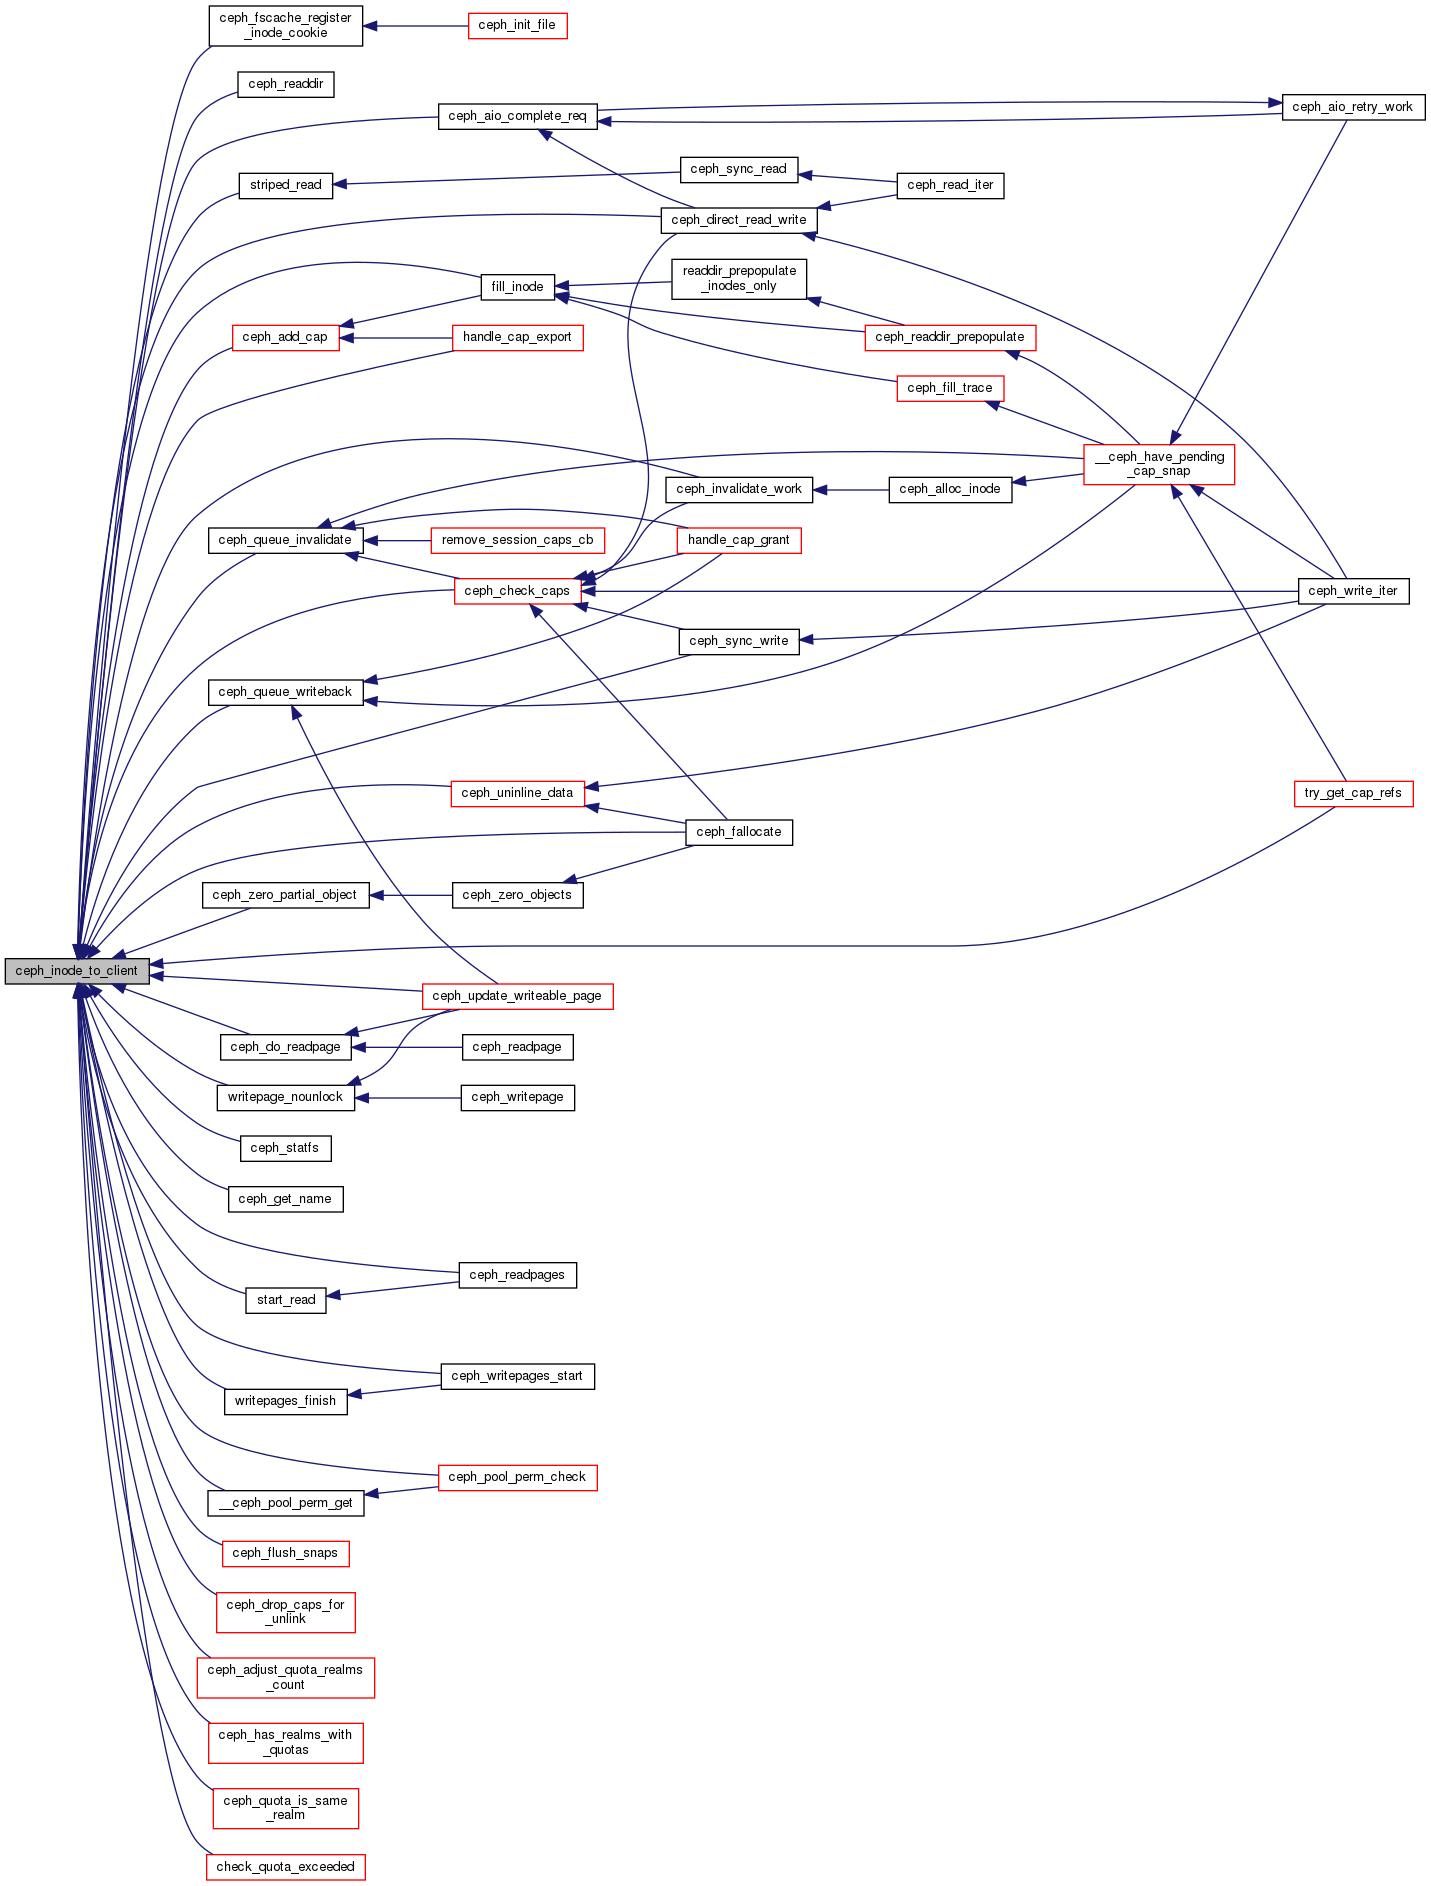 ceph_fscache_register
_inode_cookie
ceph_init_file
ceph_readdir
ceph_aio_complete_req
ceph_aio_retry_work
striped_read
ceph_sync_read
ceph_read_iter
ceph_direct_read_write
fill_inode
readdir_prepopulate
_inodes_only
ceph_add_cap
handle_cap_export
ceph_readdir_prepopulate
ceph_fill_trace
__ceph_have_pending
_cap_snap
ceph_invalidate_work
ceph_alloc_inode
ceph_queue_invalidate
remove_session_caps_cb
handle_cap_grant
ceph_check_caps
ceph_write_iter
ceph_sync_write
ceph_queue_writeback
ceph_uninline_data
try_get_cap_refs
ceph_fallocate
ceph_zero_partial_object
ceph_zero_objects
ceph_inode_to_client
ceph_update_writeable_page
ceph_do_readpage
ceph_readpage
writepage_nounlock
ceph_writepage
ceph_statfs
ceph_get_name
ceph_readpages
start_read
ceph_writepages_start
writepages_finish
ceph_pool_perm_check
__ceph_pool_perm_get
ceph_flush_snaps
ceph_drop_caps_for
_unlink
ceph_adjust_quota_realms
_count
ceph_has_realms_with
_quotas
ceph_quota_is_same
_realm
check_quota_exceeded